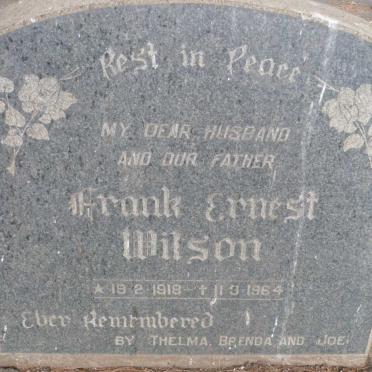 Rest in Peace
MY DEAR HUSBAND
AND OUR FATHER
Frank Ernest
Wilson
★ 19·2·1918 – ✝ 11·3·1964
Ever Remembered
BY THELMA, BRENDA AND JOE